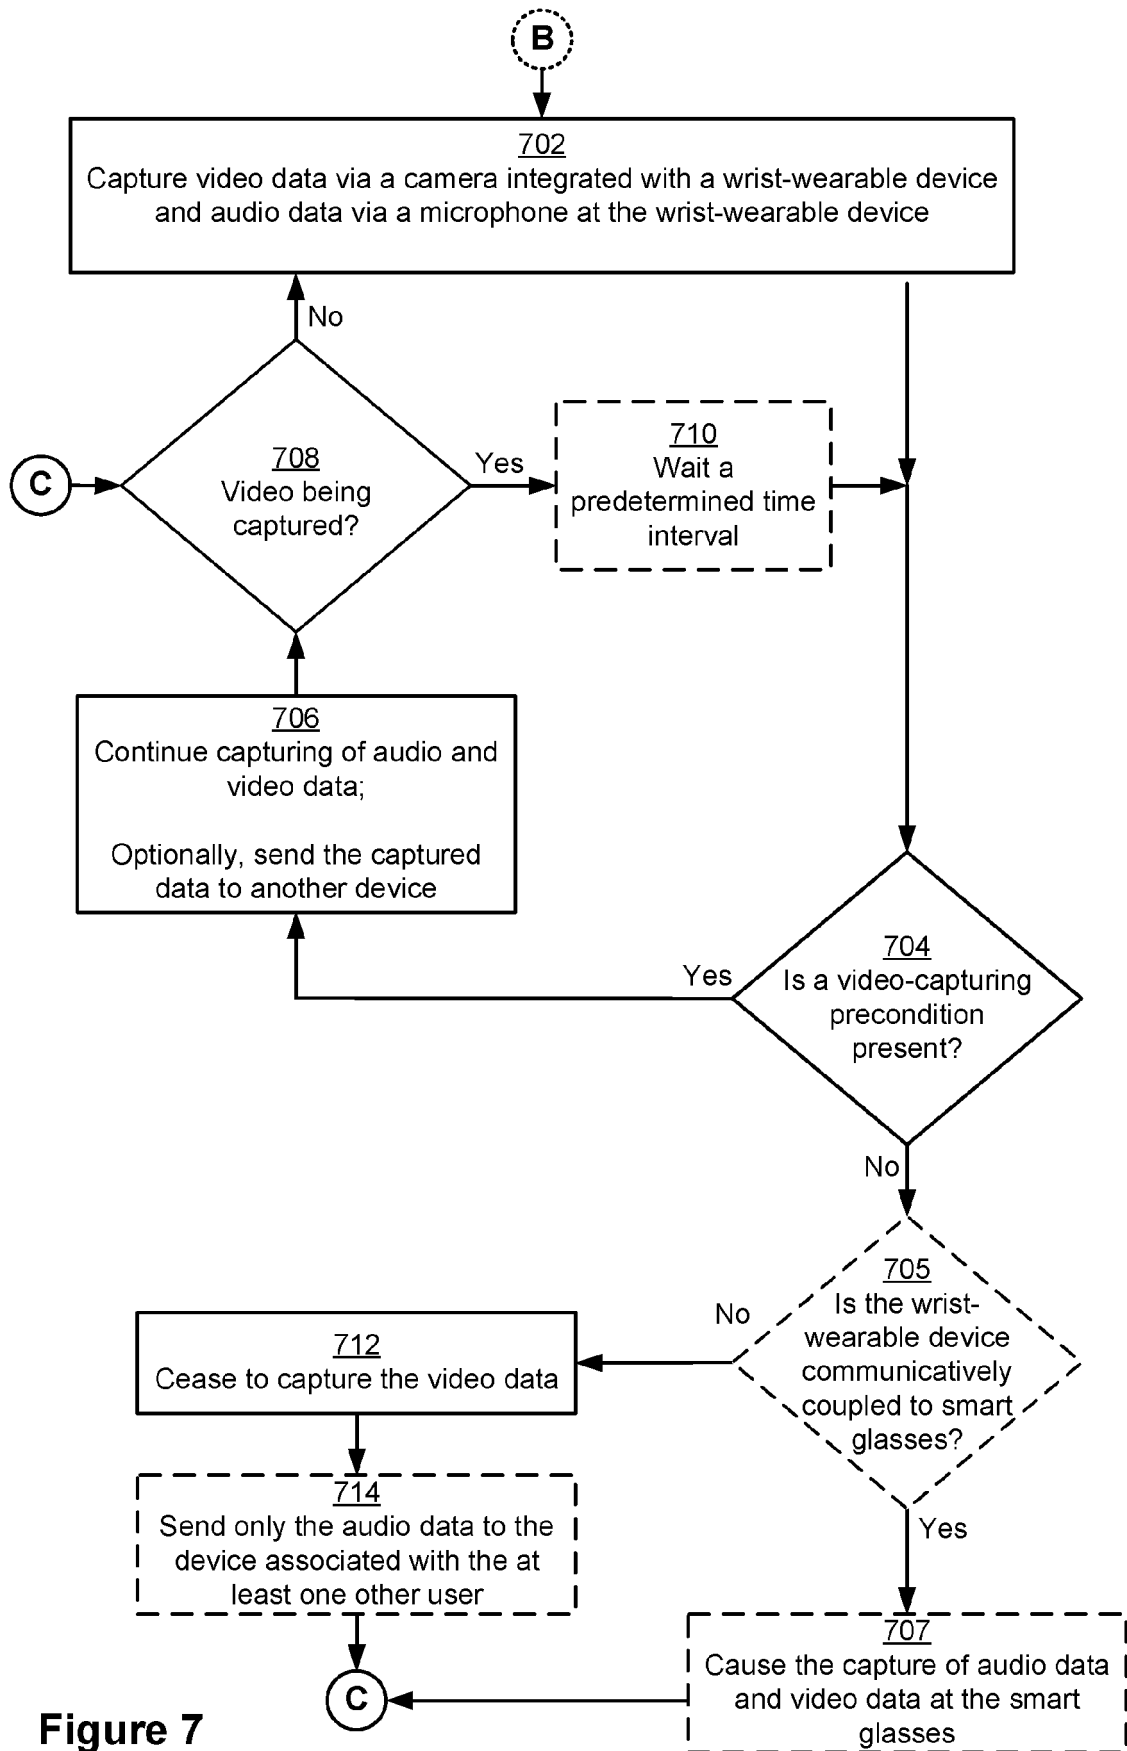 B
702
Capture video data via a camera integrated with a wrist-wearable device
and audio data via a microphone at the wrist-wearable device
No
C
708
Video being
captured?
Yes
710
Wait a
predetermined time
interval
706
Continue capturing of audio and
video data;
Optionally, send the captured
data to another device
Yes
704
Is a video-capturing
precondition
present?
No
705
Is the wrist-
wearable device
communicatively
coupled to smart
glasses?
No
712
Cease to capture the video data
714
Send only the audio data to the
device associated with the at
least one other user
Yes
707
Cause the capture of audio data
and video data at the smart
glasses
C
Figure 7